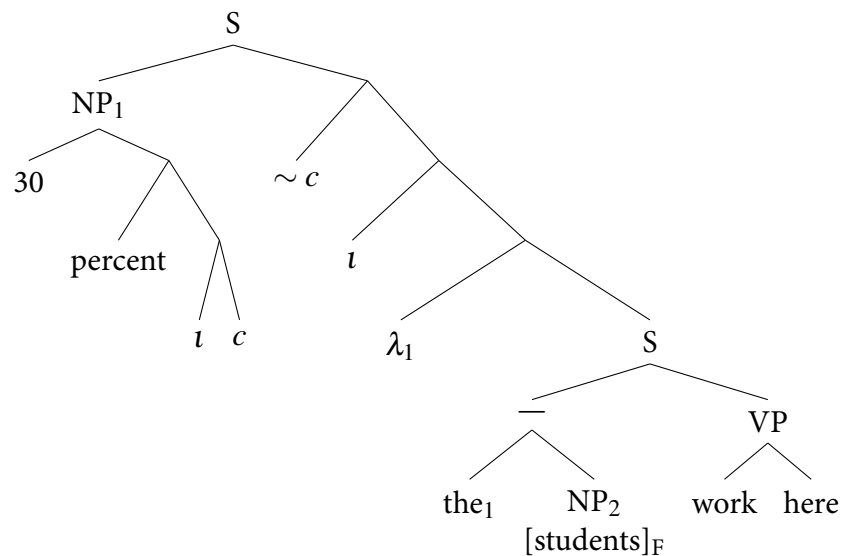 S
NP₁
30
∼ c
percent
ι
ι c
λ₁
S
—
VP
the₁ NP₂ work here
[students]F